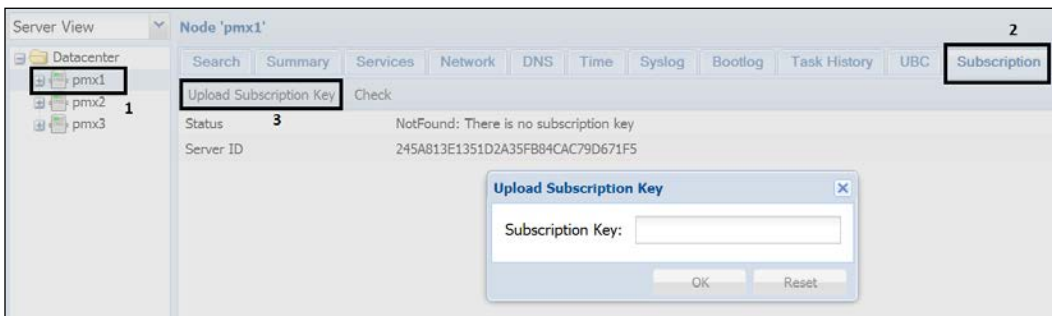 Server View
Node 'pmx1'
2
Datacenter
pmx1
1
pmx2
pmx3
Search Summary Services Network DNS Time Syslog Bootlog Task History UBC Subscription
Upload Subscription Key Check
3
Status NotFound: There is no subscription key
Server ID 245A813E1351D2A35FB84CAC79D671F5
Upload Subscription Key
Subscription Key:
OK Reset